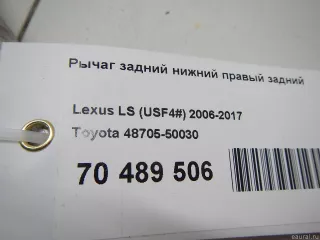 Рычаг задний нижний правый задний
Lexus LS (USF4#) 2006-2017
Toyota 48705-50030
70 489 506